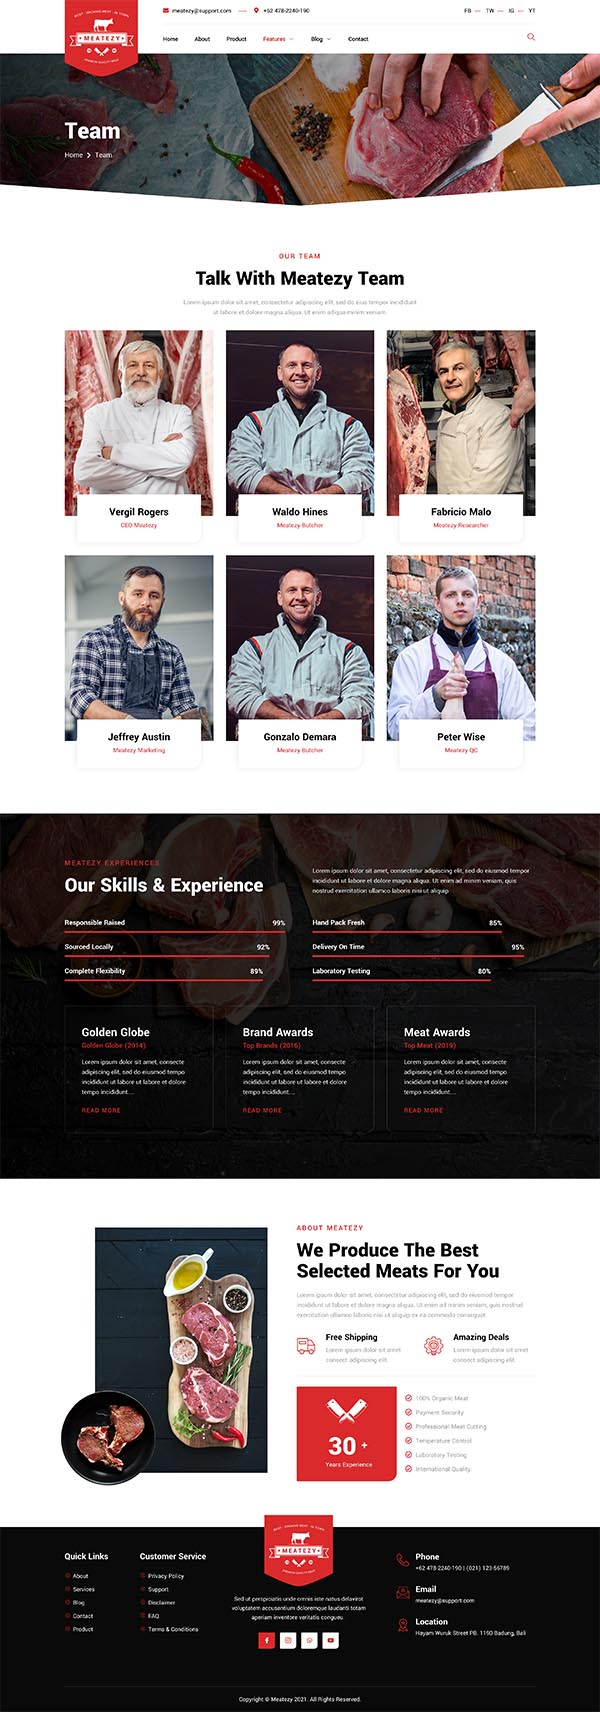 BEST - ORGANIC MEAT - IN TOWN
MEATEZY
PREMIUM QUALITY MEAT
meatezy@support.com
+62 478-2240-190
FB — TW — IG — YT
Home About Product Features Blog Contact
Team
Home > Team
OUR TEAM
Talk With Meatezy Team
Lorem ipsum dolor sit amet, consectetur adipiscing elit, sed do eius tempor incididunt
ut labore et dolore magna aliqua. Ut enim adiqua minim veniam.
Vergil Rogers
CEO Meatezy
Waldo Hines
Meatezy Butcher
Fabricio Malo
Meatezy Researcher
Jeffrey Austin
Meatezy Marketing
Gonzalo Demara
Meatezy Butcher
Peter Wise
Meatezy QC
MEATEZY EXPERIENCES
Our Skills & Experience
Lorem ipsum dolor sit amet, consectetur adipiscing elit, sed do eiusmod tempor
incididunt ut labore et dolore magna aliqua. Ut enim ad minim veniam, quis
nostrud exercitation ullamco laboris nisi ut aliquip
Responsible Raised 99%
Sourced Locally 92%
Complete Flexibility 89%
Hand Pack Fresh 85%
Delivery On Time 95%
Laboratory Testing 80%
Golden Globe
Golden Globe (2014)
Lorem ipsum dolor sit amet, consecte
adipiscing elit, sed do eiusmod tempo
incididunt ut labore et labore et dolore
tempo incididunt....
READ MORE
Brand Awards
Top Brands (2016)
Lorem ipsum dolor sit amet, consecte
adipiscing elit, sed do eiusmod tempo
incididunt ut labore et labore et dolore
tempo incididunt....
READ MORE
Meat Awards
Top Meat (2019)
Lorem ipsum dolor sit amet, consecte
adipiscing elit, sed do eiusmod tempo
incididunt ut labore et labore et dolore
tempo incididunt....
READ MORE
ABOUT MEATEZY
We Produce The Best
Selected Meats For You
Lorem ipsum dolor sit amet, consectetur adipiscing elit, sed do eiusmod tempor
incididunt ut labore et dolore magna aliqua. Ut enim ad minim veniam, quis nostrud
exercitation ullamco laboris nisi ut aliquip ex ea commodo consequat
Free Shipping
Lorem ipsum dolor sit amet
consect adipiscing elit.
Amazing Deals
Lorem ipsum dolor sit amet
consect adipiscing elit.
30 +
Years Experience
100% Organic Meat
Payment Security
Professional Meat Cutting
Temperature Control
Laboratory Testing
International Quality
Quick Links
About
Services
Blog
Contact
Product
Customer Service
Privacy Policy
Support
Disclaimer
FAQ
Terms & Conditions
BEST - ORGANIC MEAT - IN TOWN
MEATEZY
PREMIUM QUALITY MEAT
Sed ut perspiciatis unde omnis iste natus delavirot
voluptatem accusantium doloremque laudanti totam
aperiam inventore veritatis congueu.
Phone
+62 478-2240-190 | (021) 123-56789
Email
meatezy@support.com
Location
Hayam Wuruk Street PB. 1190 Badung, Bali
Copyright © Meatezy 2021. All Rights Reserved.